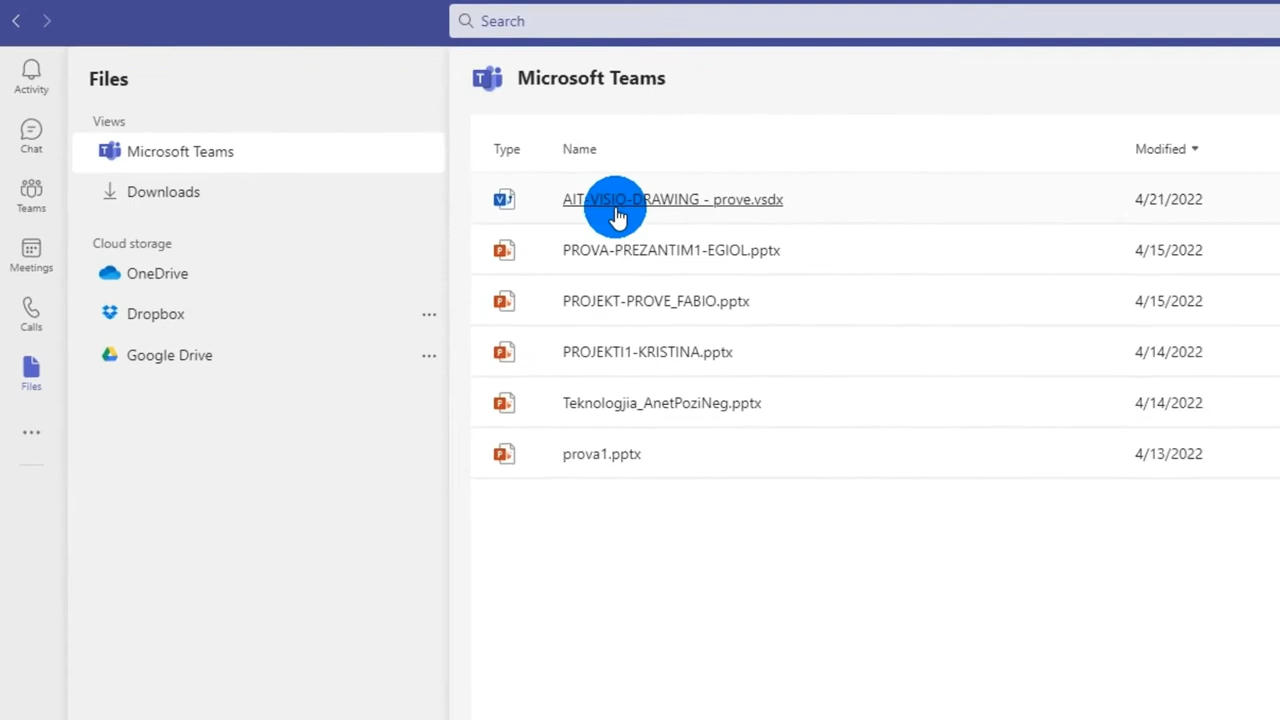 Search
Activity
Chat
Teams
Meetings
Calls
Files
Files
Views
Microsoft Teams
Downloads
Cloud storage
OneDrive
Dropbox
Google Drive
Microsoft Teams
Type Name Modified
AIT-VISIO-DRAWING - prove.vsdx 4/21/2022
PROVA-PREZANTIM1-EGIOL.pptx 4/15/2022
PROJEKT-PROVE_FABIO.pptx 4/15/2022
PROJEKTI1-KRISTINA.pptx 4/14/2022
Teknologjia_AnetPoziNeg.pptx 4/14/2022
prova1.pptx 4/13/2022